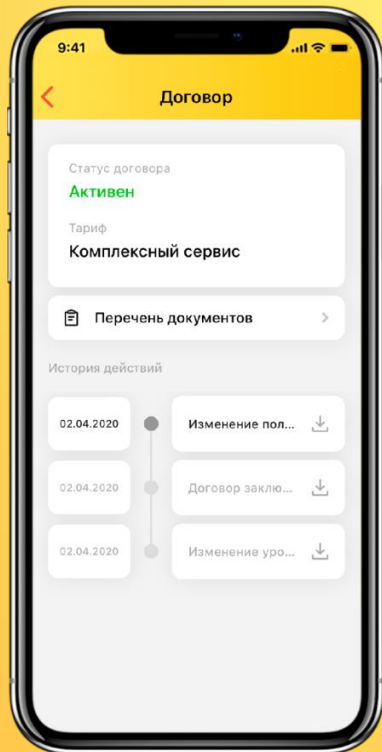 9:41
Договор
Статус договора
Активен
Тариф
Комплексный сервис
Перечень документов
История действий
02.04.2020 Изменение пол...
02.04.2020 Договор заклю...
02.04.2020 Изменение уро...